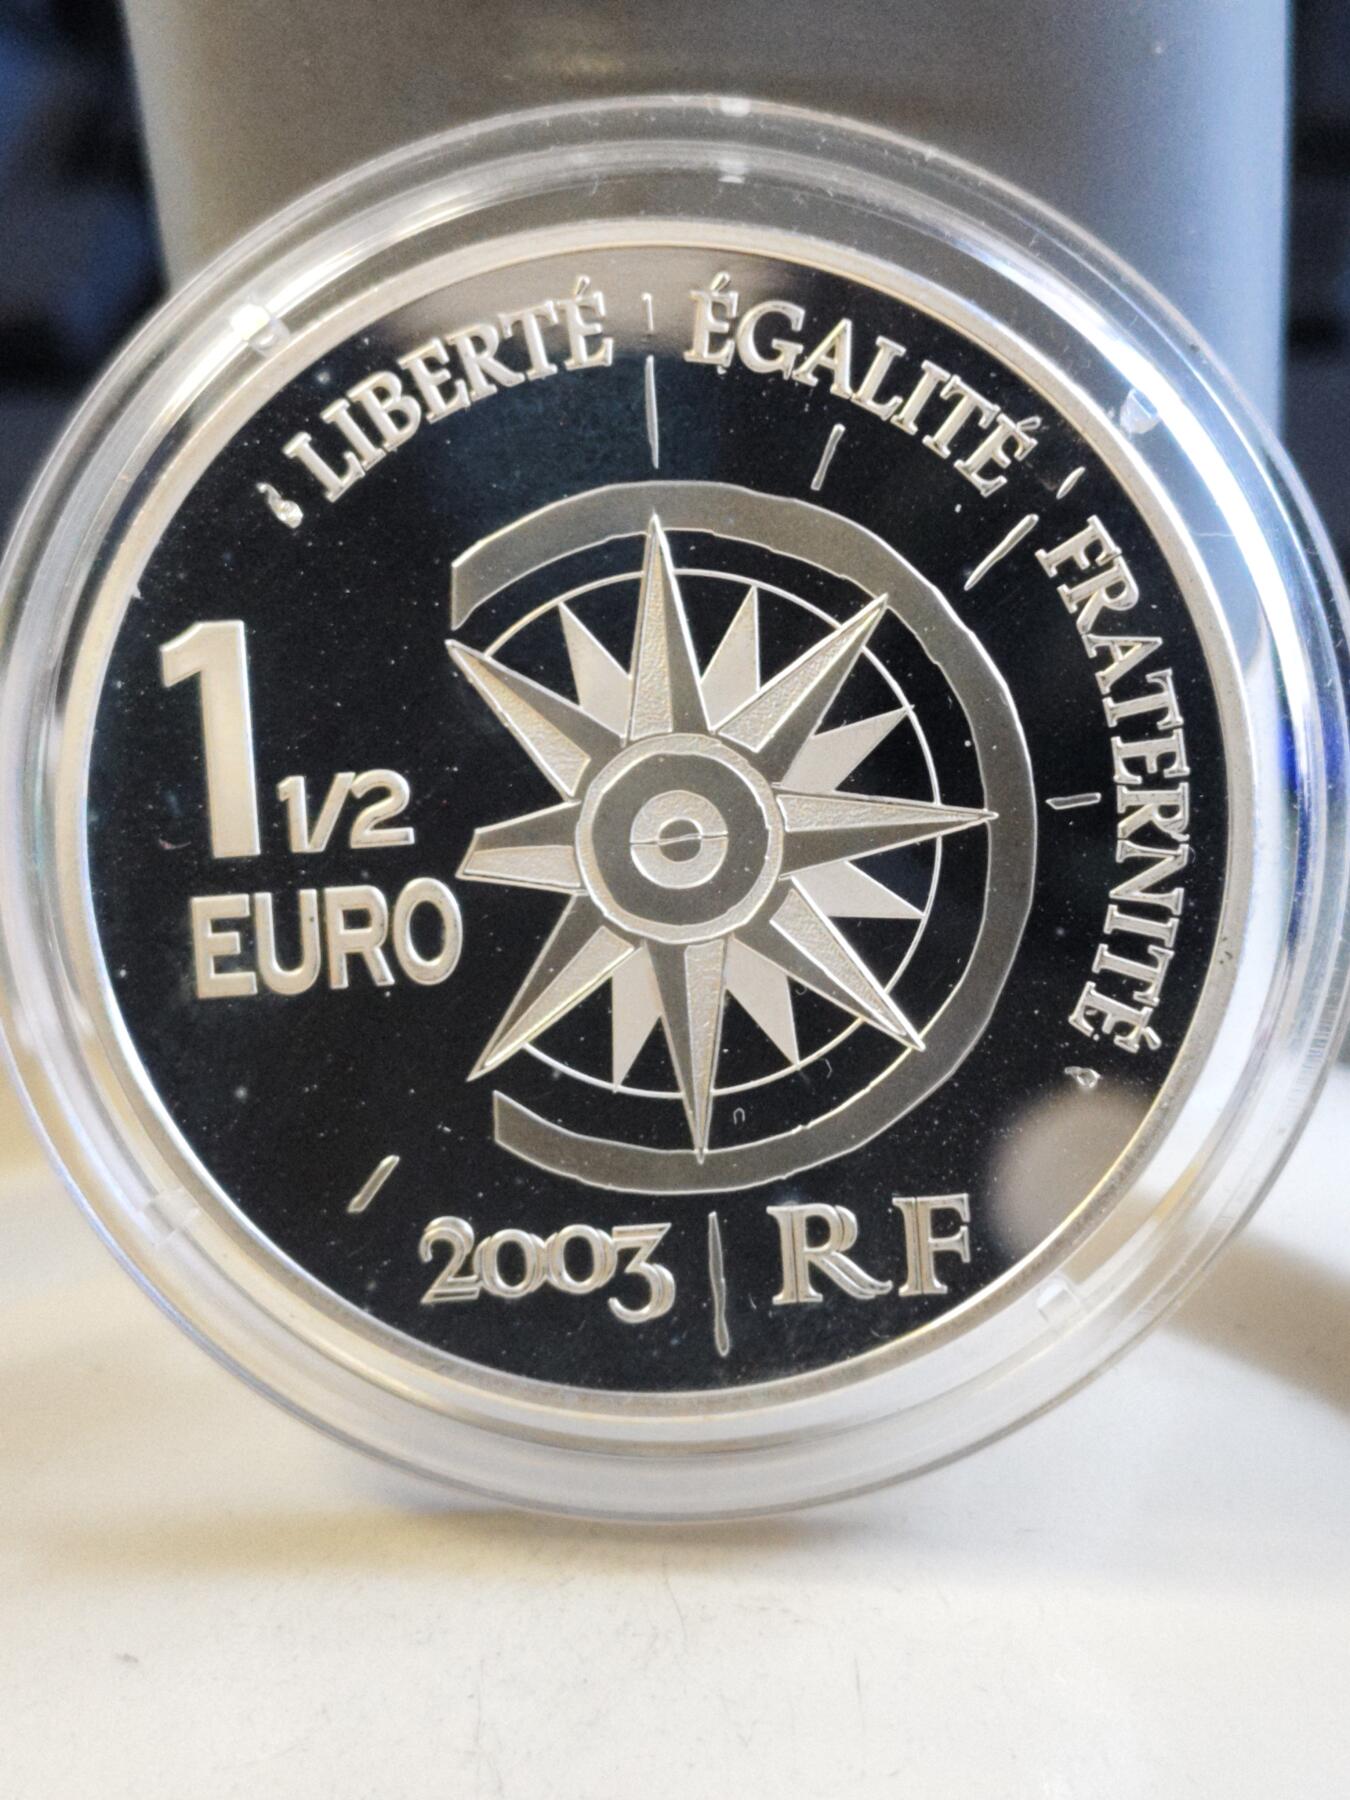 LIBERTÉ ÉGALITÉ FRATERNITÉ
1 1/2
EURO
2003 RF